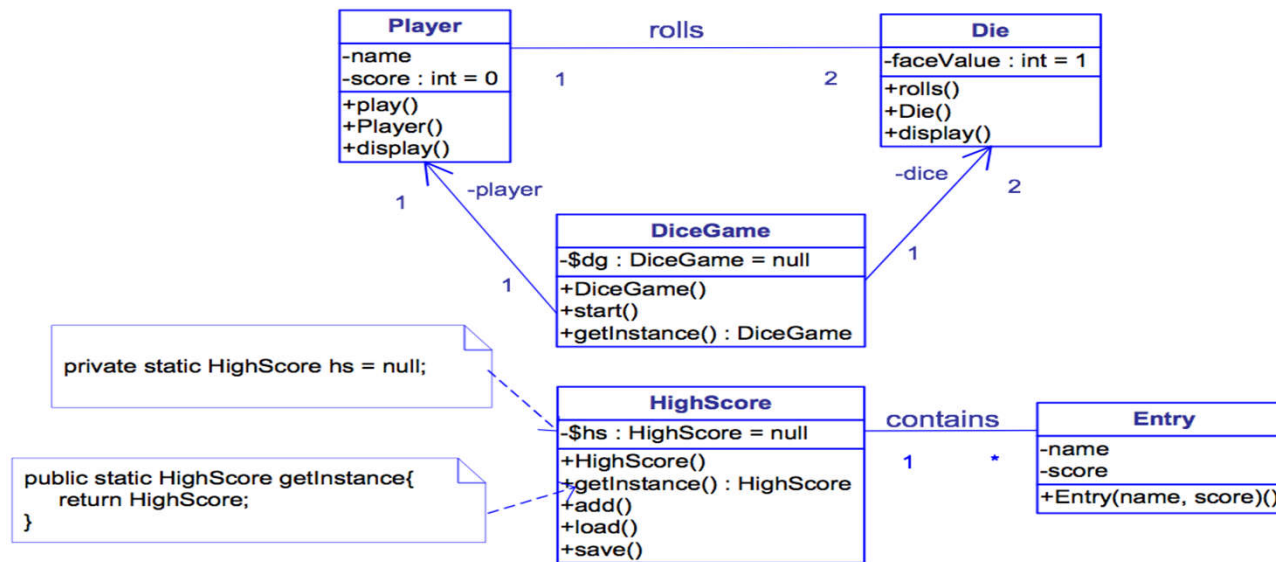 Player
-name
-score : int = 0
+play()
+Player()
+display()
rolls
1
2
Die
-faceValue : int = 1
+rolls()
+Die()
+display()
1
-player
1
-dice
2
1
DiceGame
-$dg : DiceGame = null
+DiceGame()
+start()
+getInstance() : DiceGame
private static HighScore hs = null;
public static HighScore getInstance{
return HighScore;
}
HighScore
-$hs : HighScore = null
+HighScore()
+getInstance() : HighScore
+add()
+load()
+save()
contains
1
*
Entry
-name
-score
+Entry(name, score)()